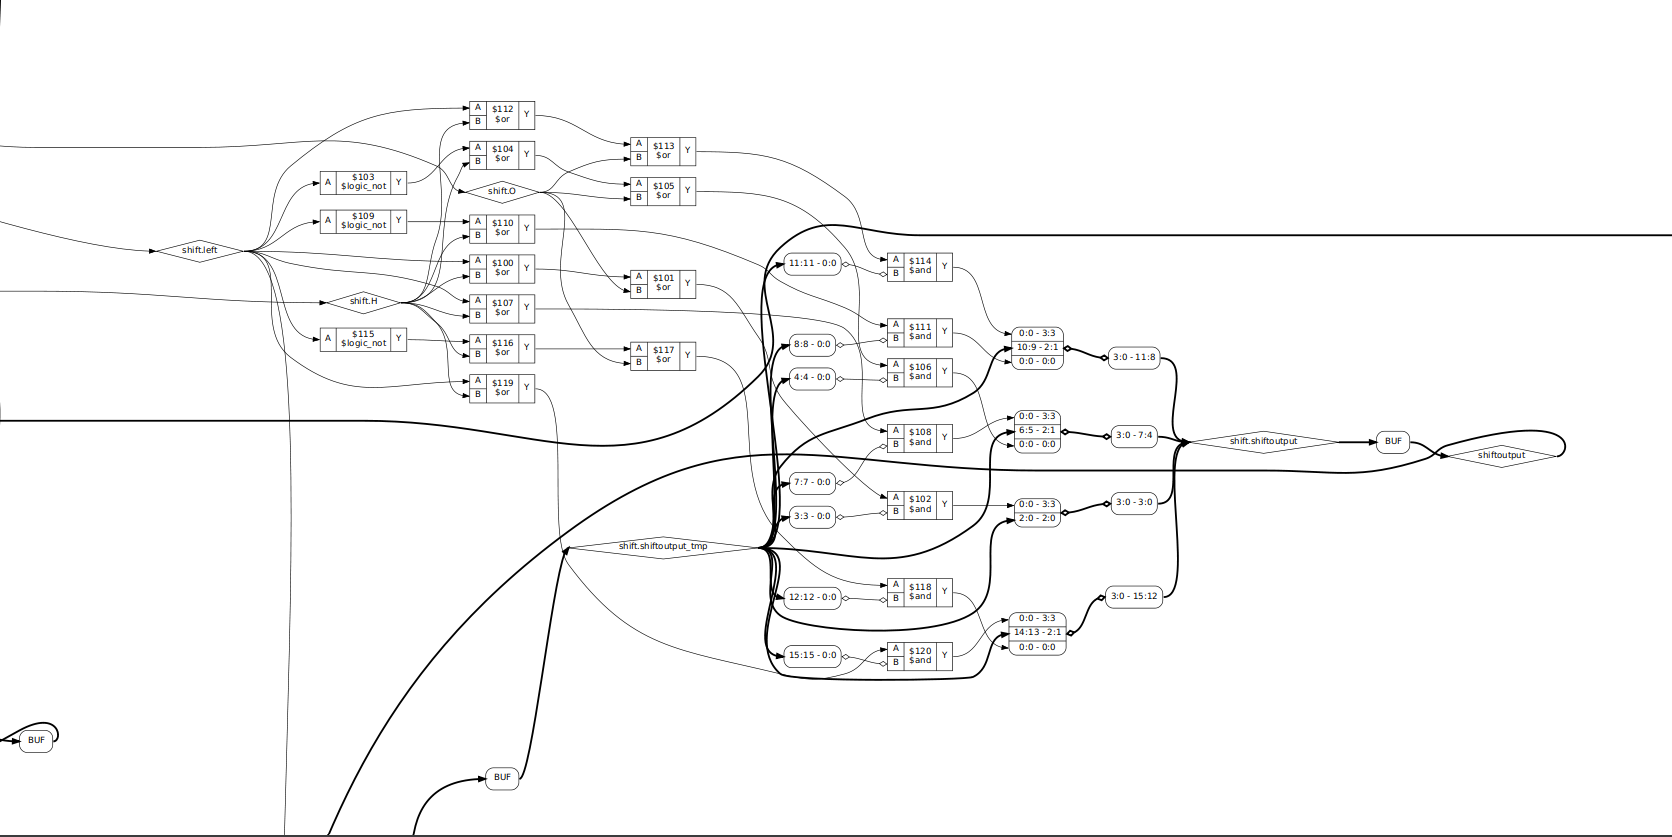 A $112 Y
B $or
A $104 Y
B $or
A $113 Y
B $or
A $103 Y
$logic_not
shift.O
A $105 Y
B $or
A $109 Y
$logic_not
A $110 Y
B $or
shift.left
A $100 Y
B $or
11:11 - 0:0
A $114 Y
B $and
A $101 Y
B $or
shift.H
A $107 Y
B $or
A $115 Y
$logic_not
A $116 Y
B $or
A $117 Y
B $or
8:8 - 0:0
A $111 Y
B $and
0:0 - 3:3
10:9 - 2:1
0:0 - 0:0
3:0 - 11:8
A $119 Y
B $or
4:4 - 0:0
A $106 Y
B $and
A $108 Y
B $and
0:0 - 3:3
6:5 - 2:1
0:0 - 0:0
3:0 - 7:4
shift.shiftoutput
BUF
shiftoutput
7:7 - 0:0
3:3 - 0:0
A $102 Y
B $and
0:0 - 3:3
2:0 - 2:0
3:0 - 3:0
shift.shiftoutput_tmp
12:12 - 0:0
A $118 Y
B $and
3:0 - 15:12
0:0 - 3:3
14:13 - 2:1
0:0 - 0:0
15:15 - 0:0
A $120 Y
B $and
BUF
BUF